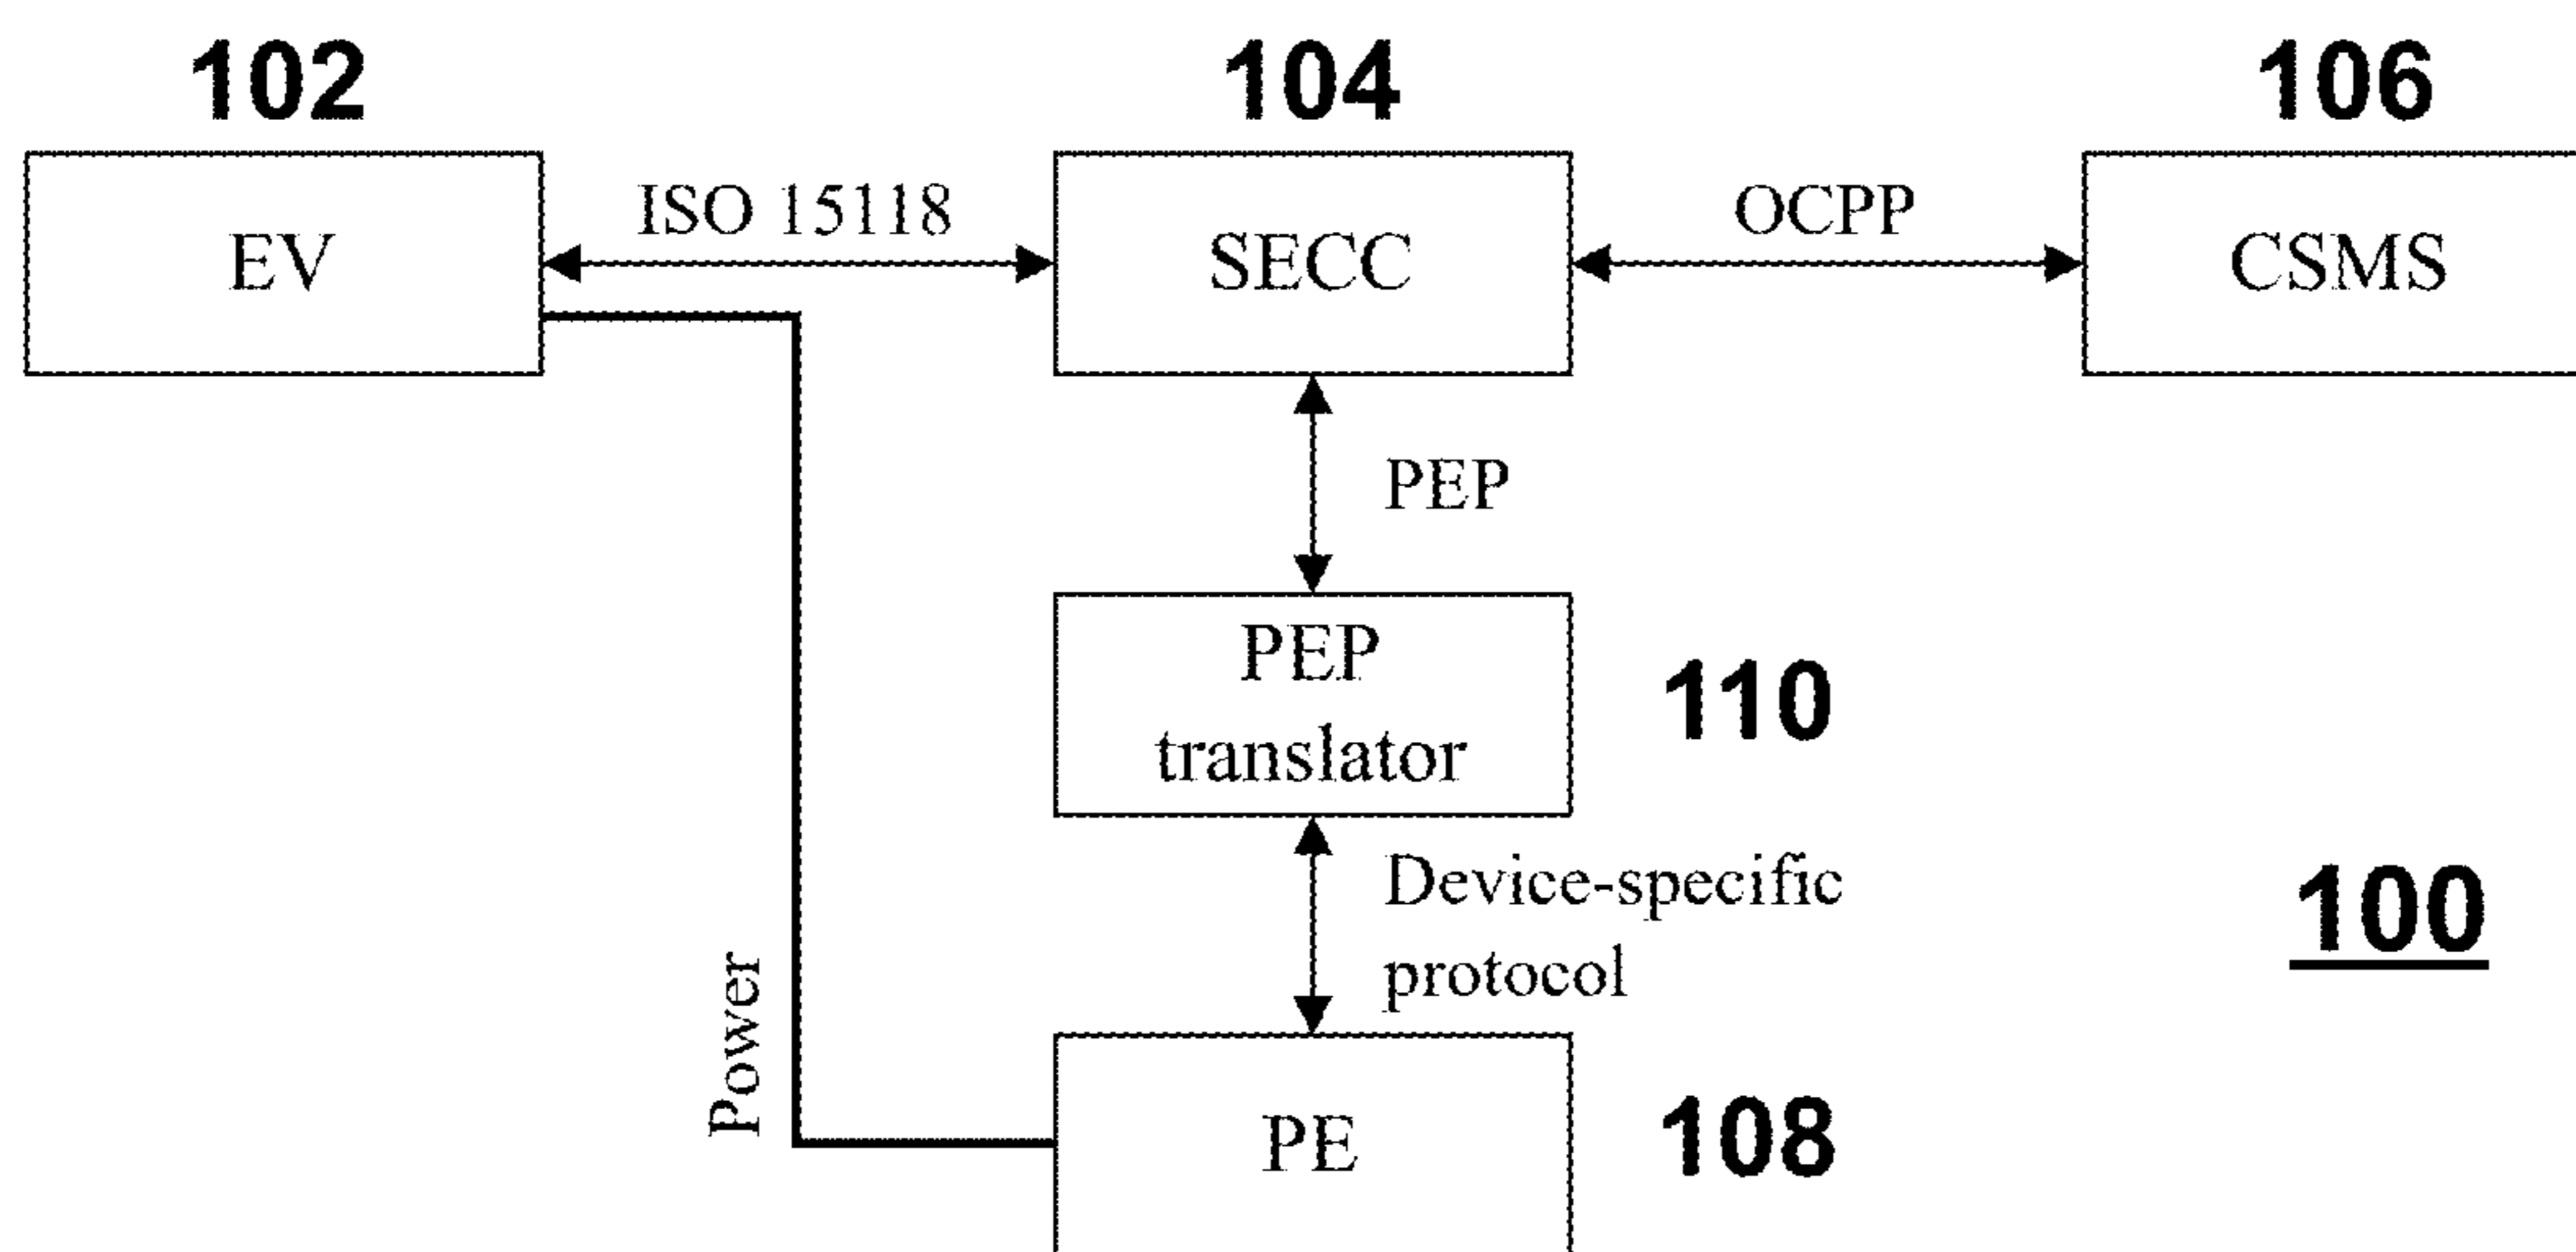 102
104
106
EV
ISO 15118
SECC
OCPP
CSMS
PEP
PEP
translator
110
Device-specific
protocol
100
Power
PE
108